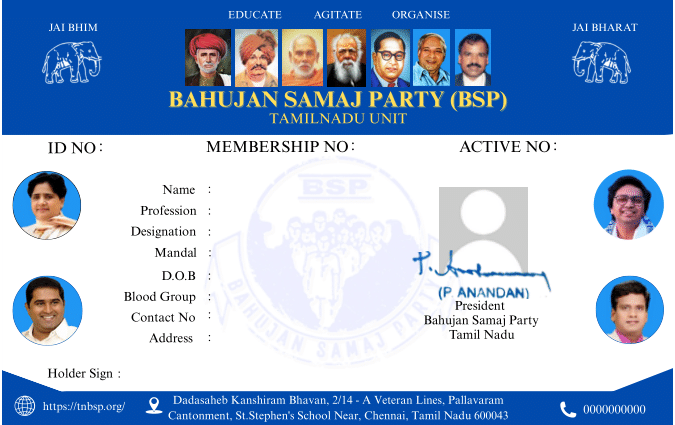 EDUCATE AGITATE ORGANISE
JAI BHIM
JAI BHARAT
BAHUJAN SAMAJ PARTY (BSP)
TAMILNADU UNIT
ID NO: MEMBERSHIP NO: ACTIVE NO:
BSP
BAHUJAN SAMAJ PARTY
Name :
Profession :
Designation :
Mandal :
D.O.B :
Blood Group :
Contact No :
Address :
(P. ANANDAN)
President
Bahujan Samaj Party
Tamil Nadu
Holder Sign :
https://tnbsp.org/
Dadasaheb Kanshiram Bhavan, 2/14 - A Veteran Lines, Pallavaram
Cantonment, St.Stephen's School Near, Chennai, Tamil Nadu 600043
0000000000